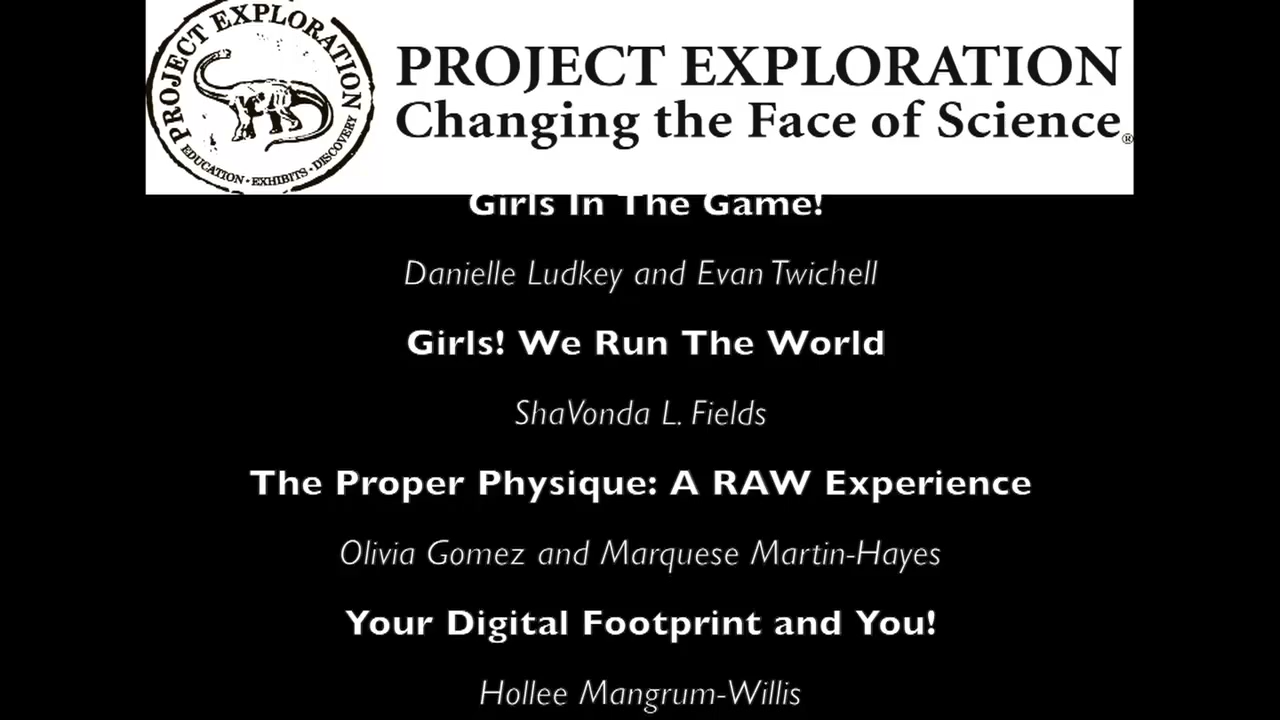 PROJECT EXPLORATION
EDUCATION • EXHIBITS • DISCOVERY
PROJECT EXPLORATION
Changing the Face of Science®
Girls In The Game!
Danielle Ludkey and Evan Twichell
Girls! We Run The World
ShaVonda L. Fields
The Proper Physique: A RAW Experience
Olivia Gomez and Marquese Martin-Hayes
Your Digital Footprint and You!
Hollee Mangrum-Willis